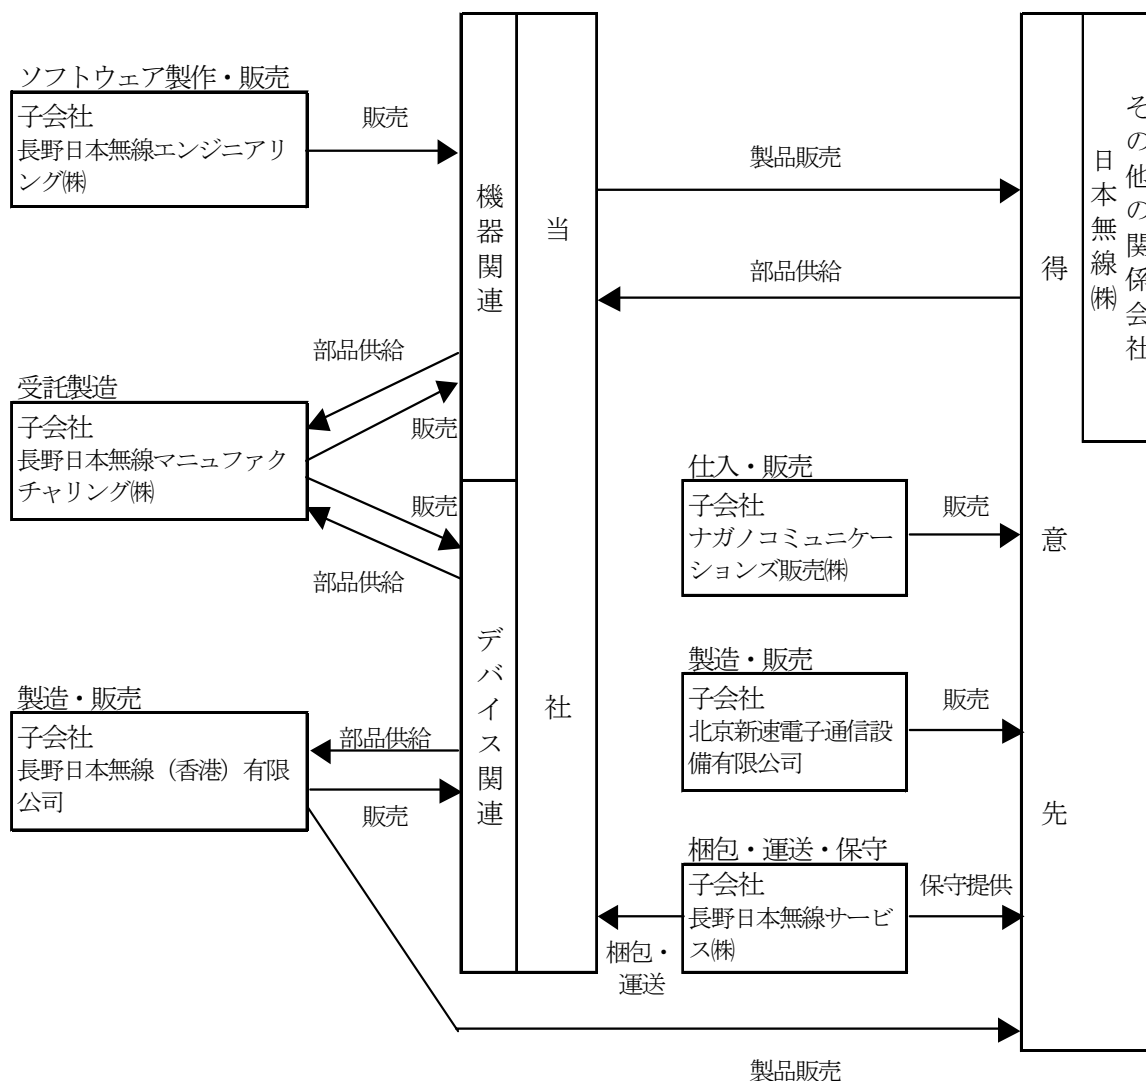 ソフトウェア製作・販売
子会社
長野日本無線エンジニアリ
ング㈱
販売
受託製造
子会社
長野日本無線マニュファク
チャリング㈱
部品供給
販売
販売
部品供給
製造・販売
子会社
長野日本無線（香港）有限
公司
部品供給
販売
機器関連
デバイス関連
当社
製品販売
部品供給
仕入・販売
子会社
ナガノコミュニケー
ションズ販売㈱
販売
製造・販売
子会社
北京新速電子通信設
備有限公司
販売
梱包・運送・保守
子会社
長野日本無線サービ
ス㈱
保守提供
梱包・
運送
製品販売
得意先
その他の関係会社
日本無線㈱